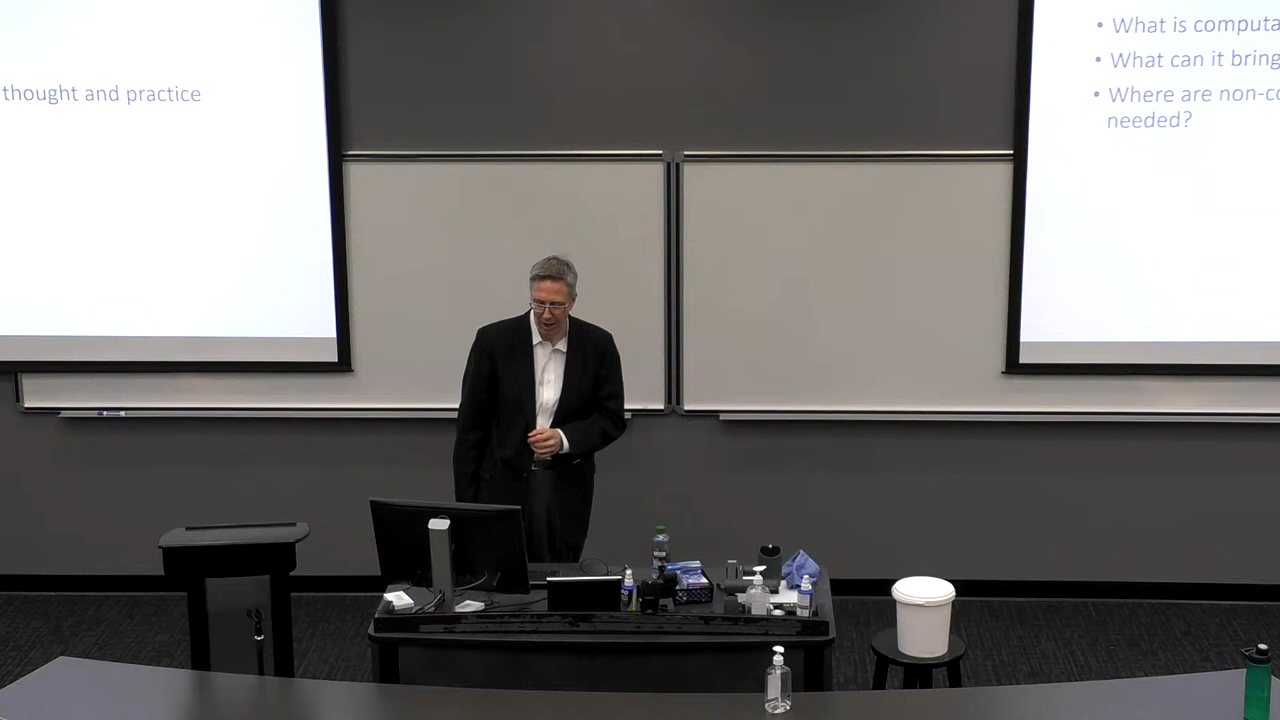 thought and practice
• What is computa
• What can it bring
• Where are non-co
needed?